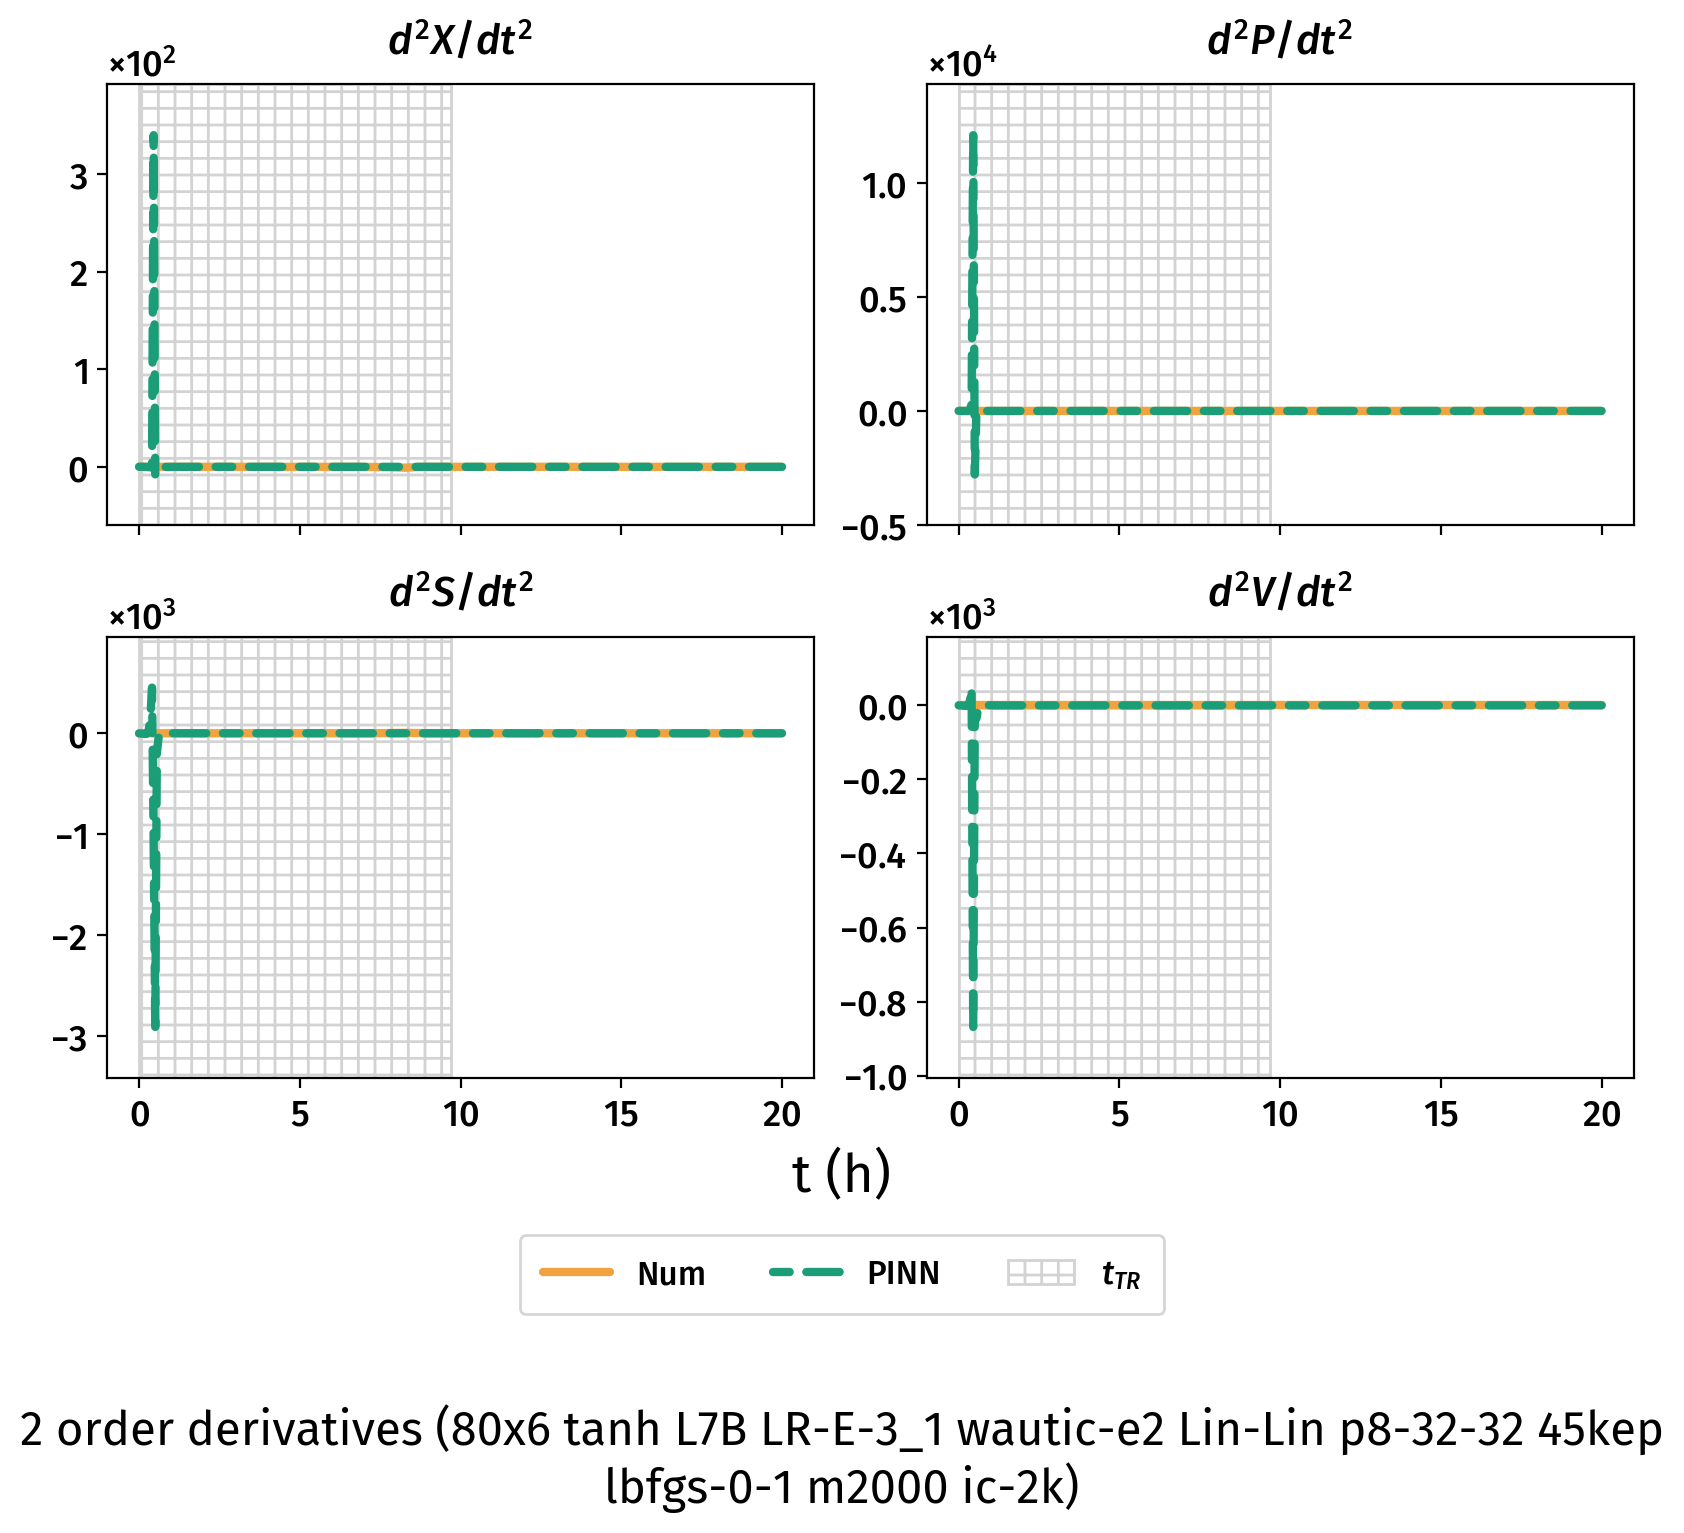 d²X/dt²
×10²
3
2
1
0
d²P/dt²
×10⁴
1.0
0.5
0.0
−0.5
d²S/dt²
×10³
0
−1
−2
−3
0 5 10 15 20
d²V/dt²
×10³
0.0
−0.2
−0.4
−0.6
−0.8
−1.0
0 5 10 15 20
t (h)
Num PINN t_TR
2 order derivatives (80x6 tanh L7B LR-E-3_1 wautic-e2 Lin-Lin p8-32-32 45kep
lbfgs-0-1 m2000 ic-2k)